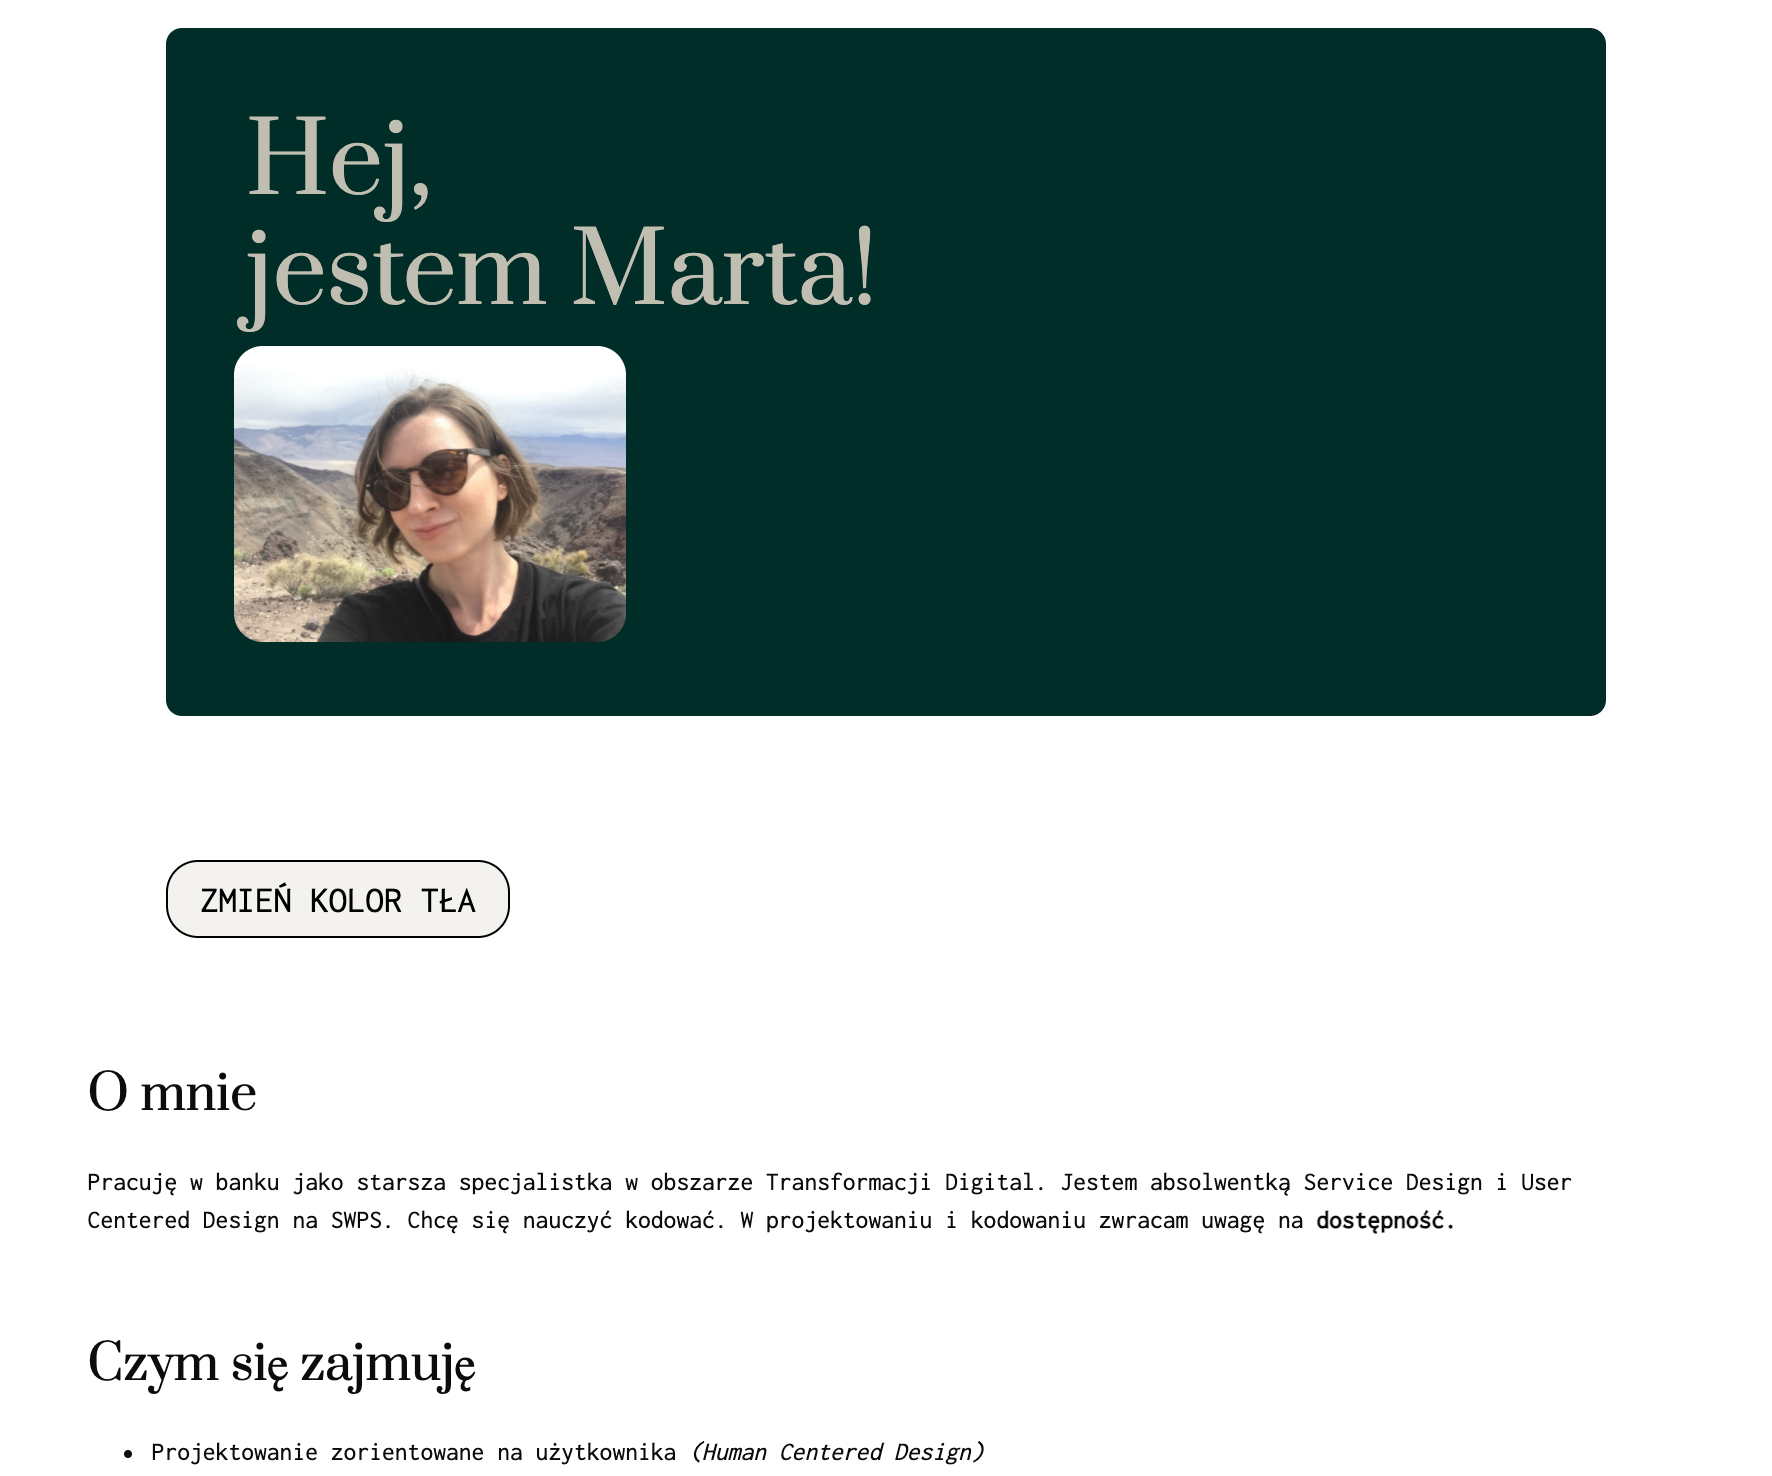 Hej,
jestem Marta!
ZMIEŃ KOLOR TŁA
O mnie
Pracuję w banku jako starsza specjalistka w obszarze Transformacji Digital. Jestem absolwentką Service Design i User
Centered Design na SWPS. Chcę się nauczyć kodować. W projektowaniu i kodowaniu zwracam uwagę na dostępność.
Czym się zajmuję
• Projektowanie zorientowane na użytkownika (Human Centered Design)